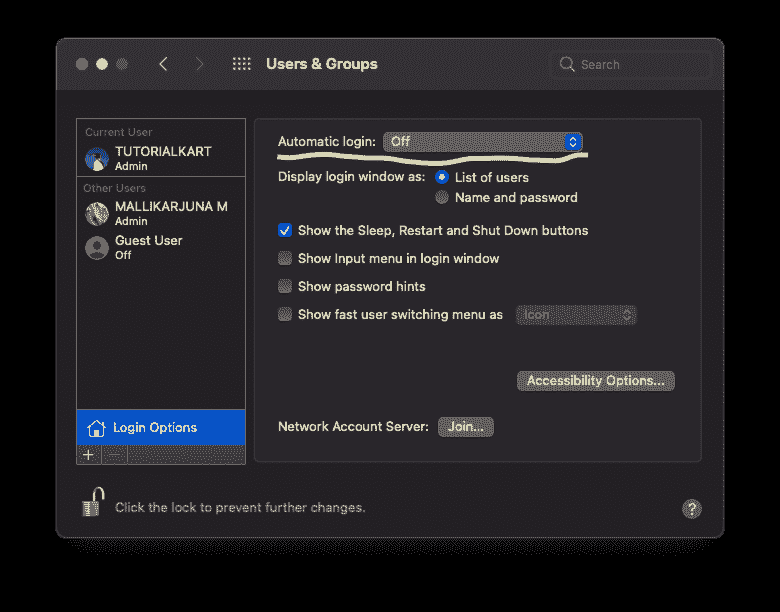 Users & Groups
Search
Current User
TUTORIALKART
Admin
Other Users
MALLIKARJUNA M
Admin
Guest User
Off
Login Options
Automatic login: Off
Display login window as: List of users
Name and password
Show the Sleep, Restart and Shut Down buttons
Show Input menu in login window
Show password hints
Show fast user switching menu as Icon
Accessibility Options...
Network Account Server: Join...
Click the lock to prevent further changes.
?